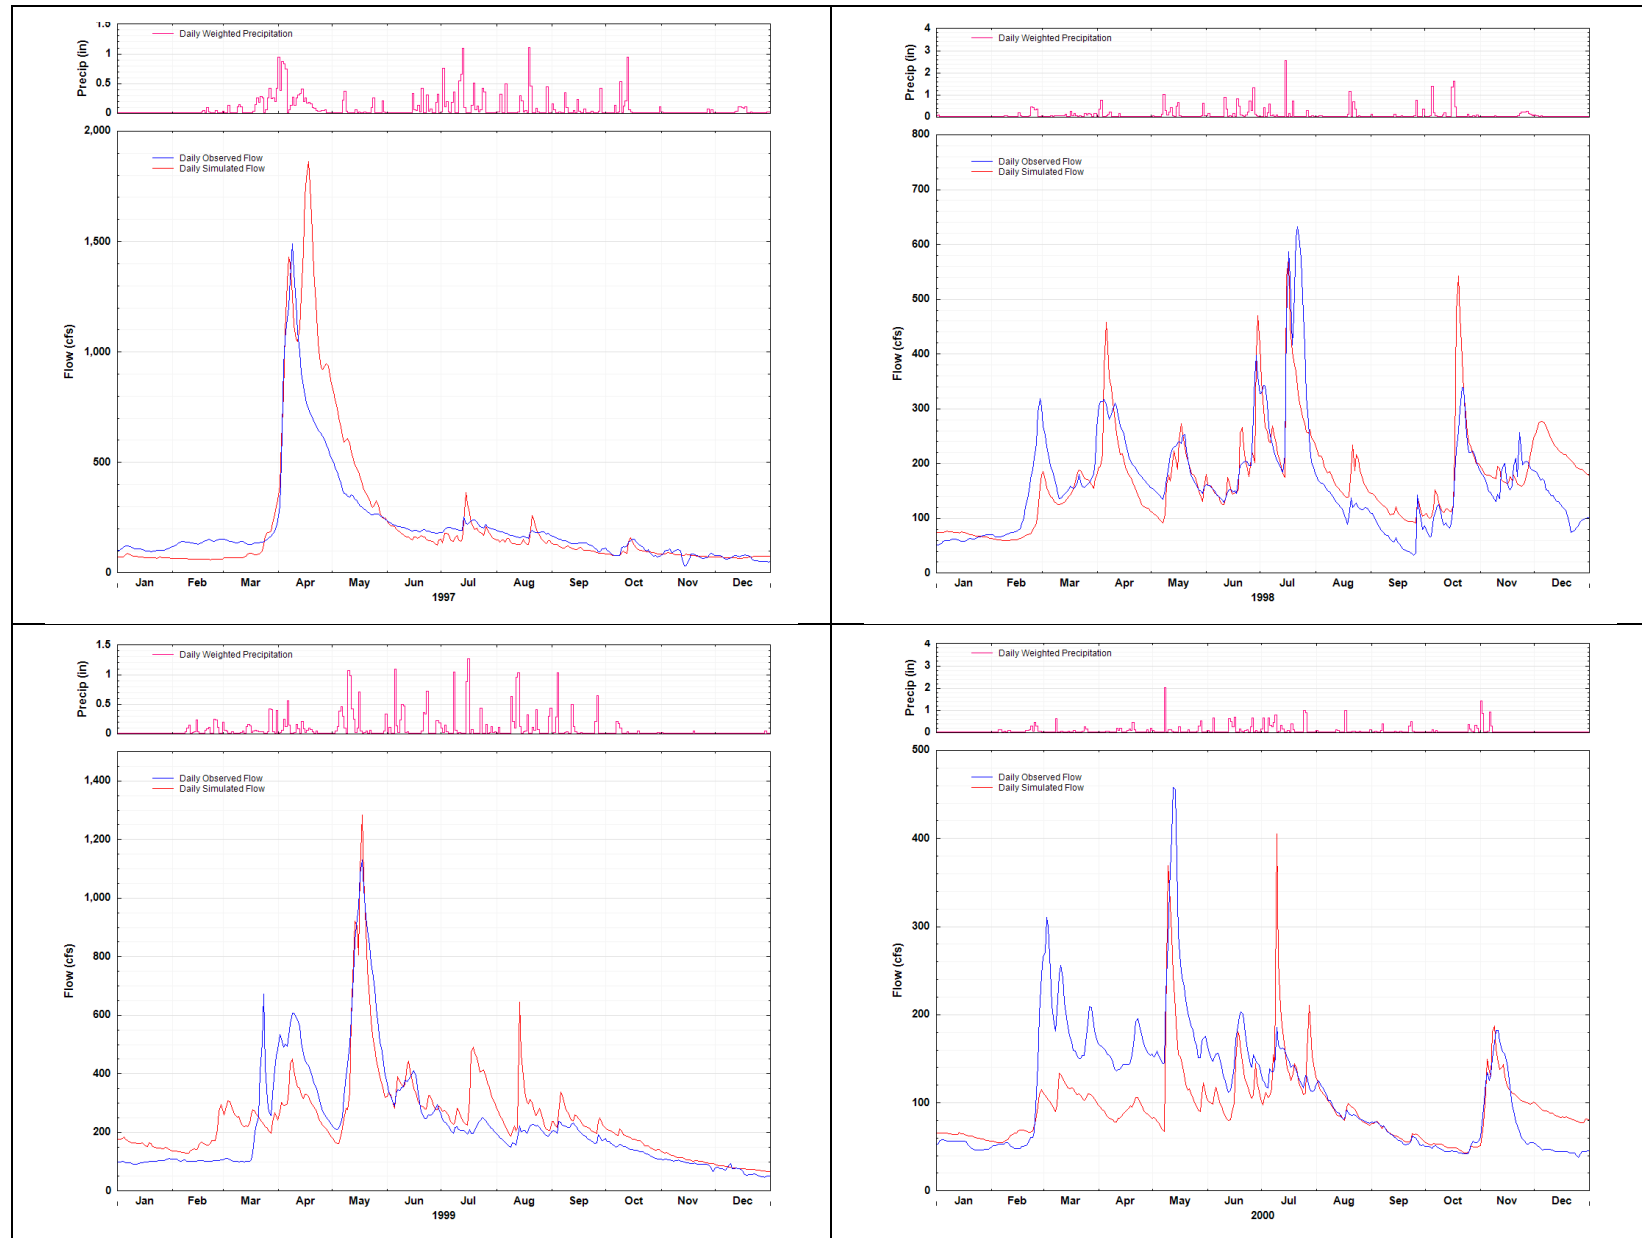 1.5
1
0.5
0
Precip (in)
Daily Weighted Precipitation
2,000
1,500
1,000
500
0
Flow (cfs)
Daily Observed Flow
Daily Simulated Flow
Jan Feb Mar Apr May Jun Jul Aug Sep Oct Nov Dec
1997
4
3
2
1
0
Precip (in)
Daily Weighted Precipitation
800
700
600
500
400
300
200
100
0
Flow (cfs)
Daily Observed Flow
Daily Simulated Flow
Jan Feb Mar Apr May Jun Jul Aug Sep Oct Nov Dec
1998
1.5
1
0.5
0
Precip (in)
Daily Weighted Precipitation
1,400
1,200
1,000
800
600
400
200
0
Flow (cfs)
Daily Observed Flow
Daily Simulated Flow
Jan Feb Mar Apr May Jun Jul Aug Sep Oct Nov Dec
1999
4
3
2
1
0
Precip (in)
Daily Weighted Precipitation
500
400
300
200
100
0
Flow (cfs)
Daily Observed Flow
Daily Simulated Flow
Jan Feb Mar Apr May Jun Jul Aug Sep Oct Nov Dec
2000